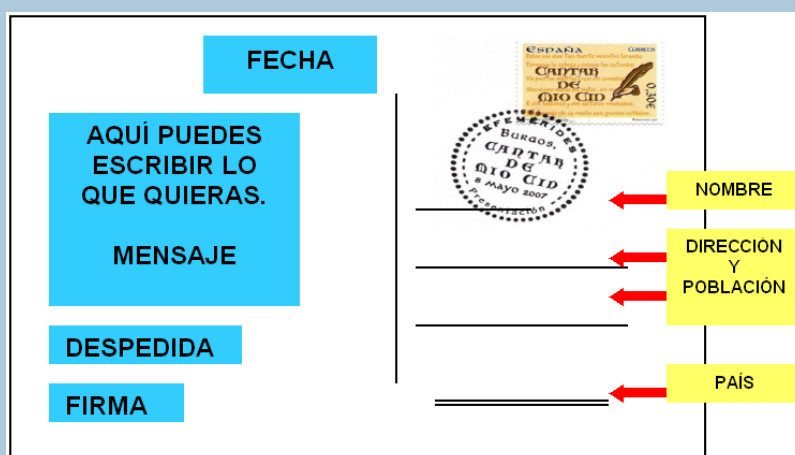 FECHA
AQUÍ PUEDES
ESCRIBIR LO
QUE QUIERAS.
MENSAJE
DESPEDIDA
FIRMA
ESPAÑA
CORREOS
CANTAR
DE
MIO CID
0,30€
EFEMÉRIDES
BURGOS,
CANTAR
DE
MIO CID
8 MAYO 2007
Presentación
NOMBRE
DIRECCIÓN
Y
POBLACIÓN
PAÍS